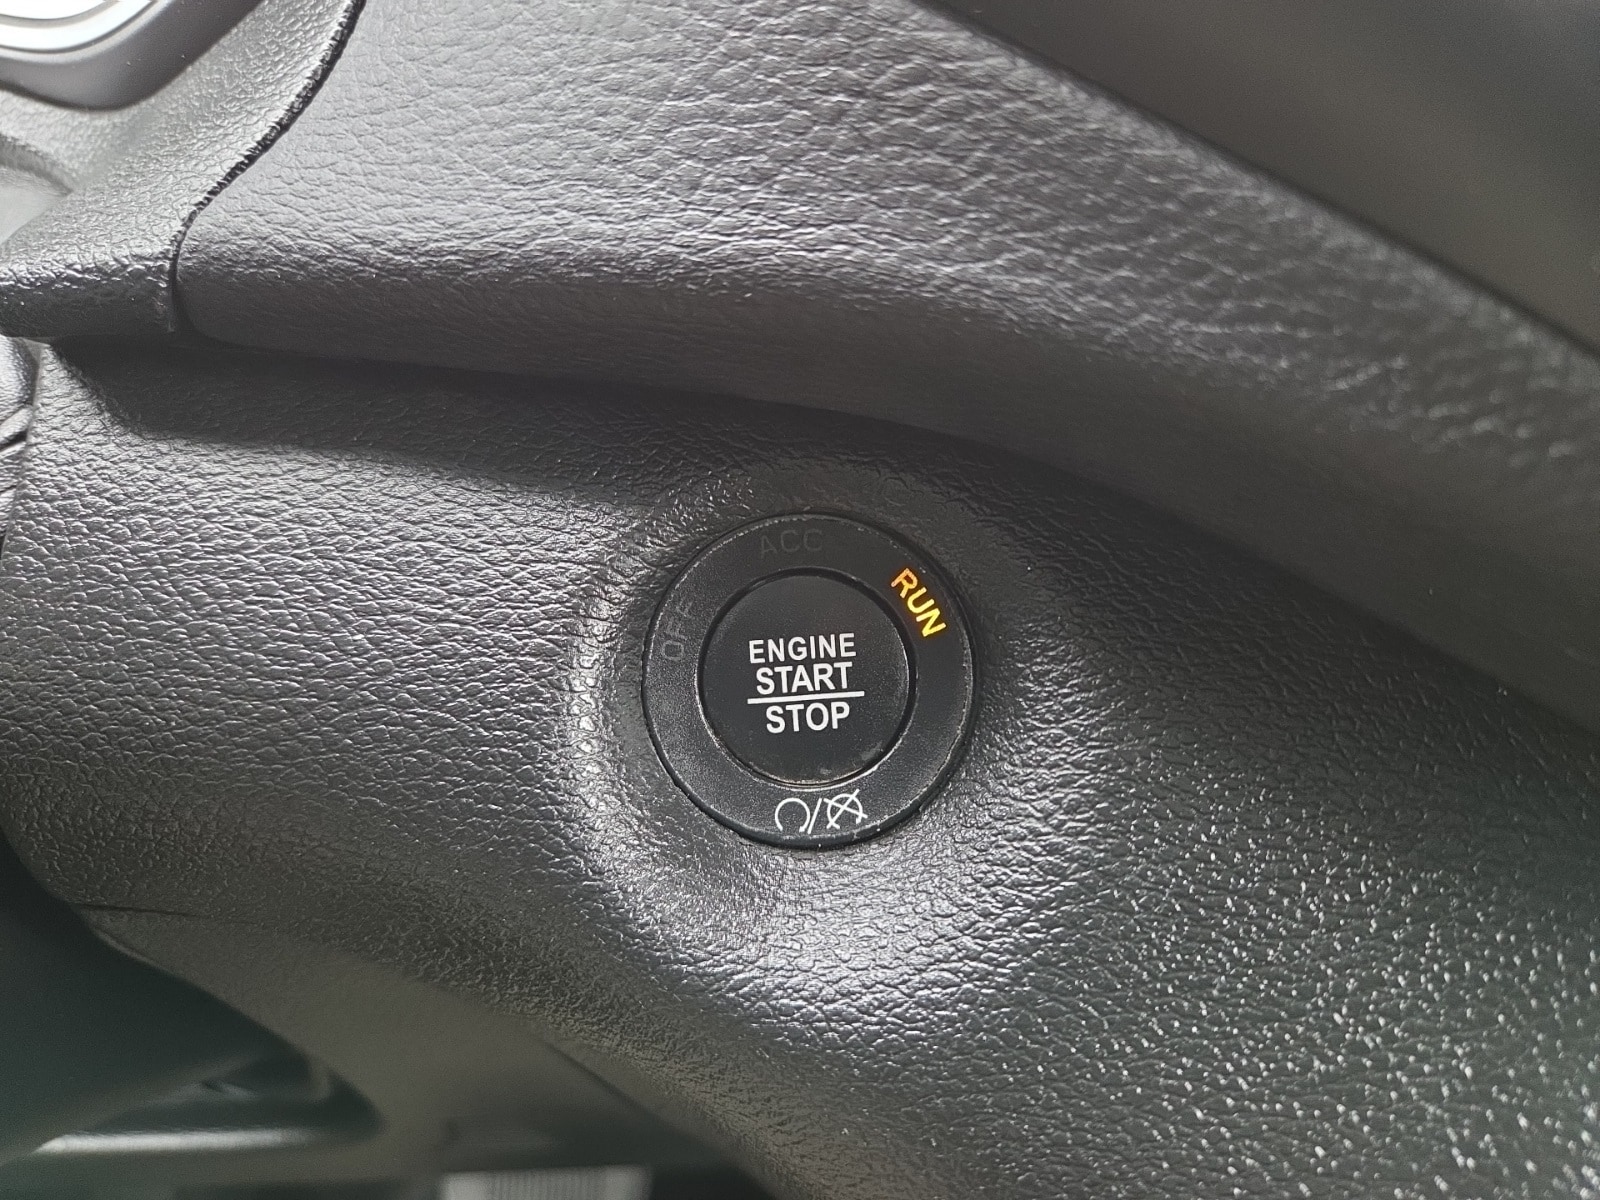 ACC
RUN
OFF
ENGINE
START
STOP